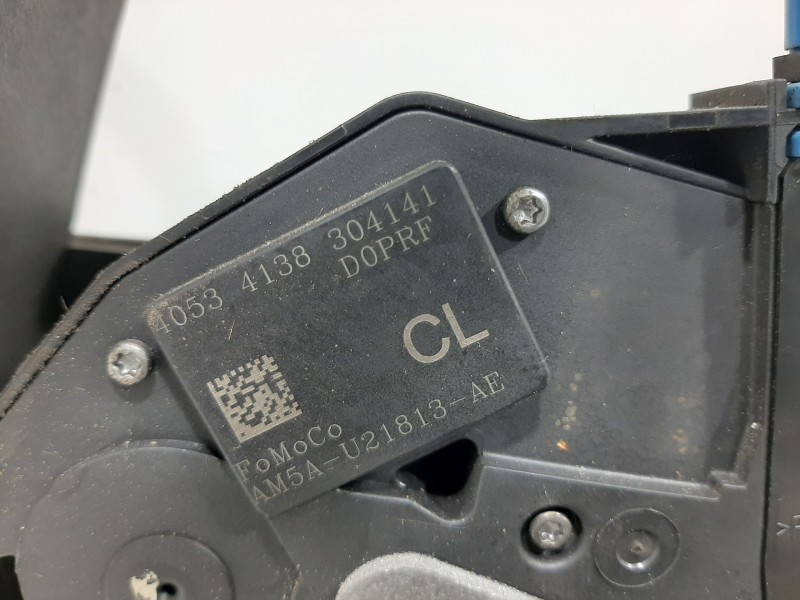 4053 4138 304141
D0PRF
CL
FoMoCo
AM5A-U21813-AE